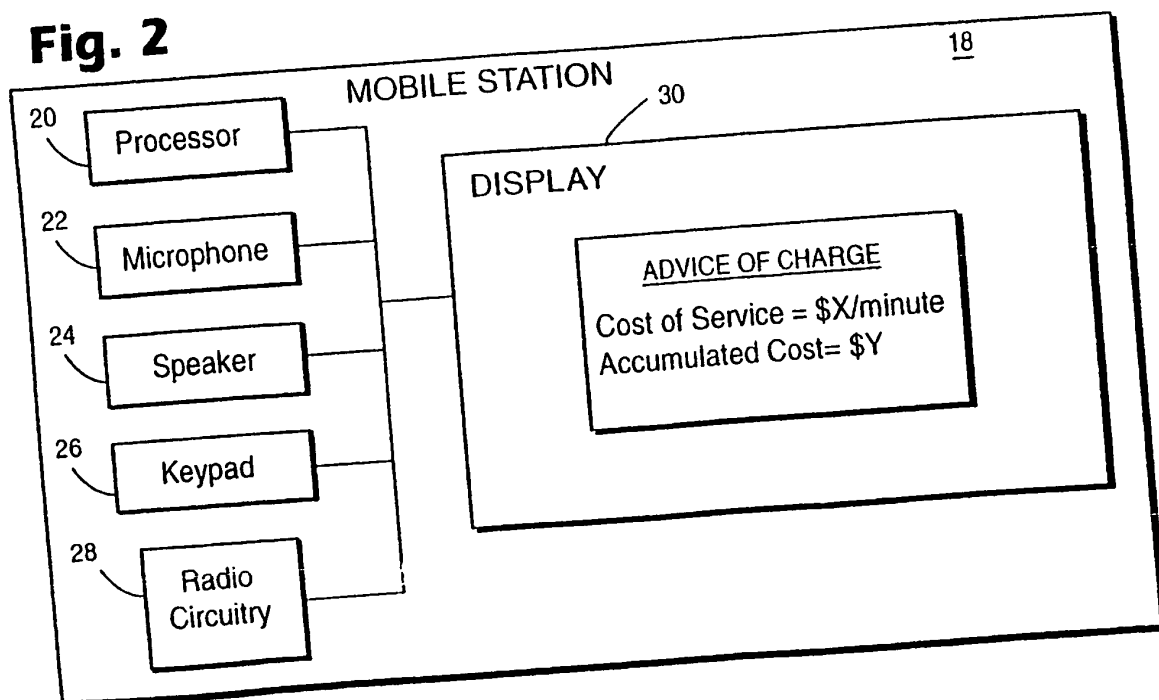 Fig. 2
18
MOBILE STATION
30
20
Processor
DISPLAY
22
Microphone
ADVICE OF CHARGE
Cost of Service = $X/minute
Accumulated Cost= $Y
24
Speaker
26
Keypad
28
Radio
Circuitry